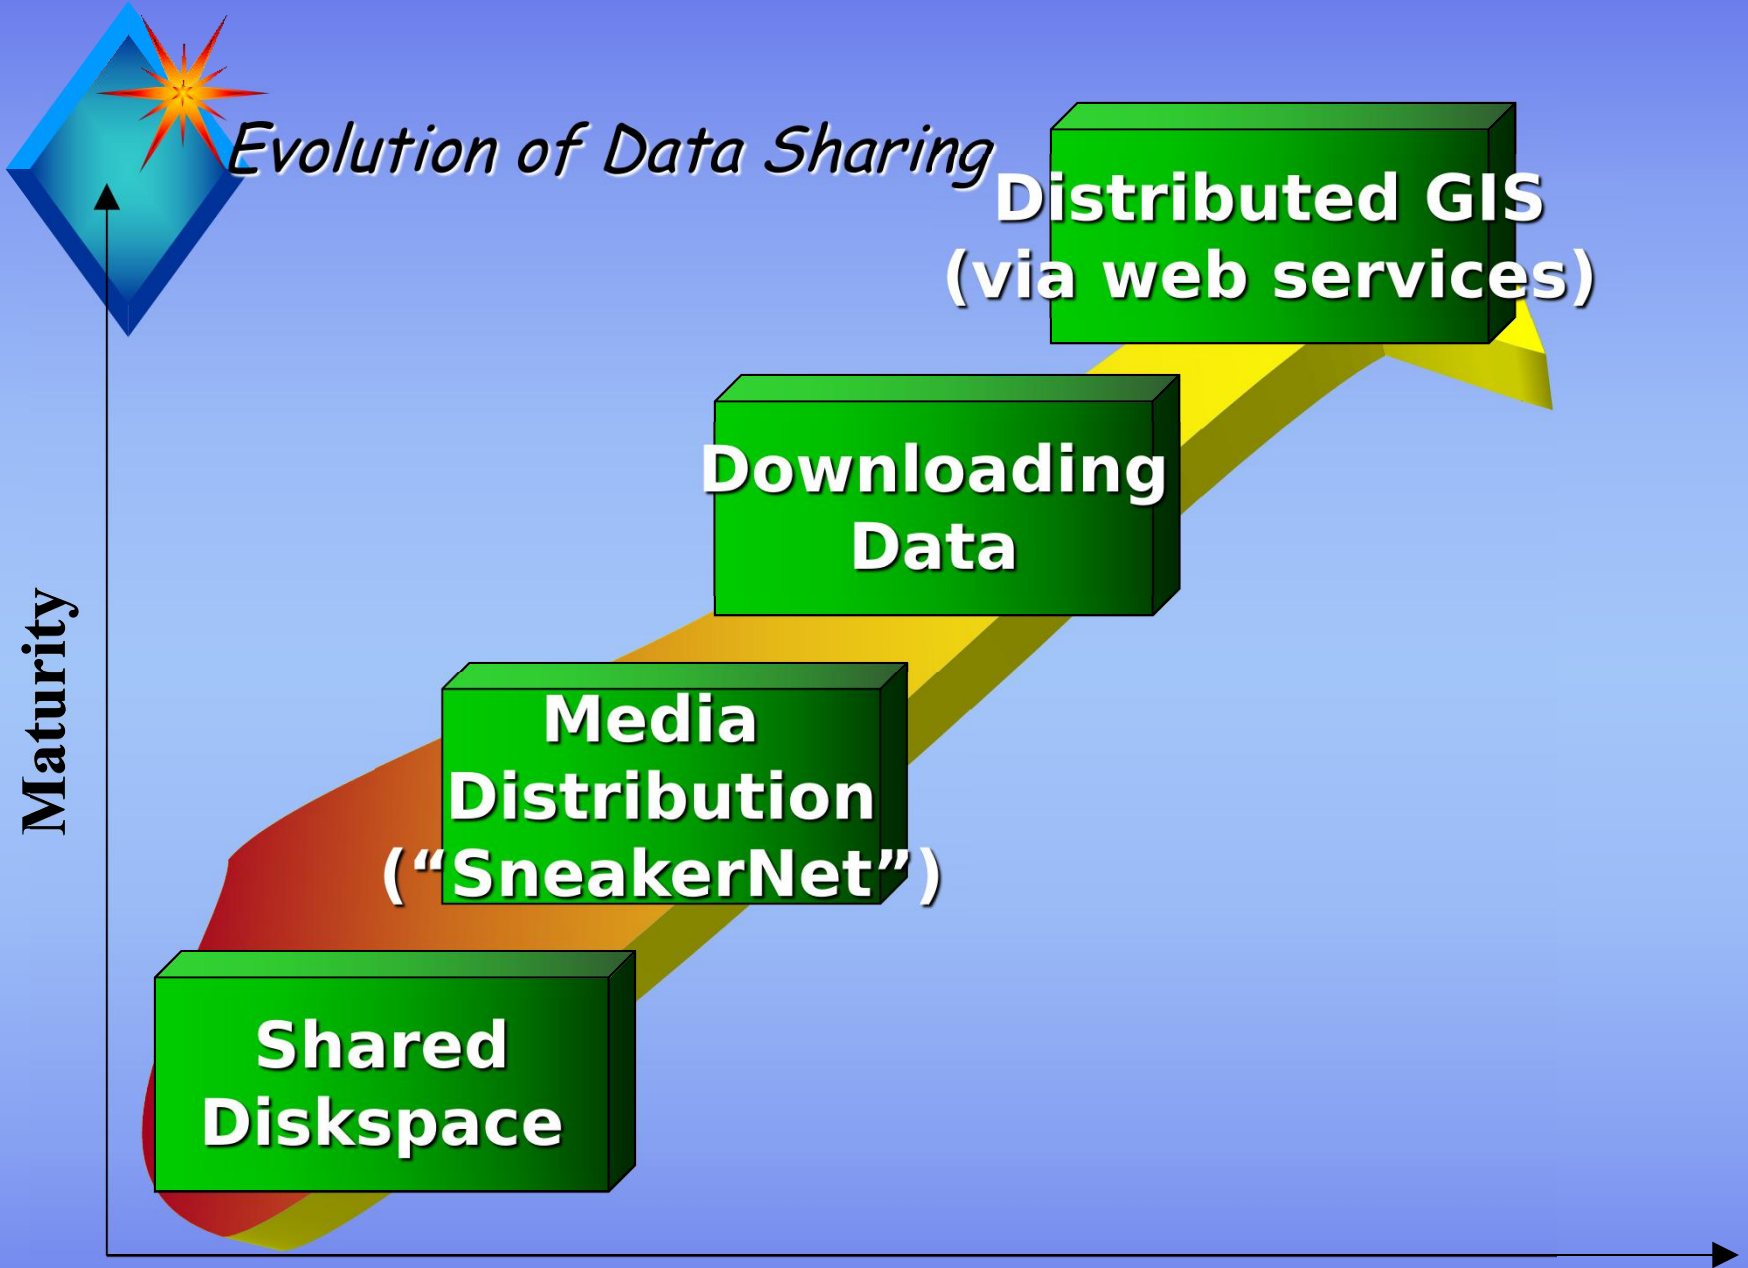 Evolution of Data Sharing
Distributed GIS
(via web services)
Downloading
Data
Media
Distribution
(“SneakerNet”)
Shared
Diskspace
Maturity